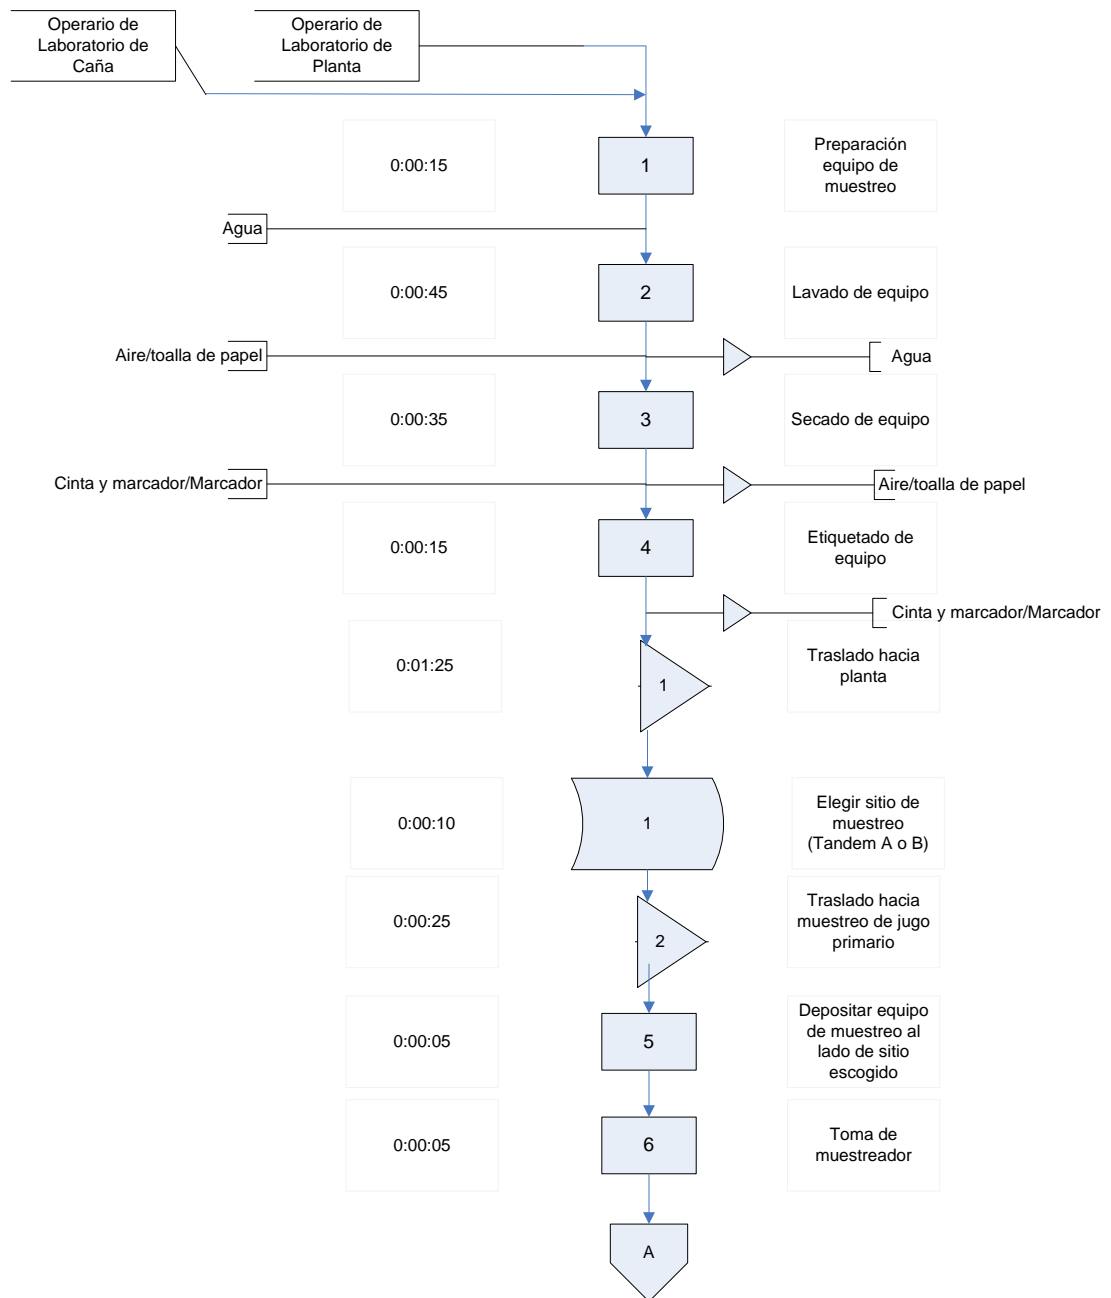 Operario de
Laboratorio de
Caña
Operario de
Laboratorio de
Planta
0:00:15
1
Preparación
equipo de
muestreo
Agua
0:00:45
2
Lavado de equipo
Aire/toalla de papel
Agua
0:00:35
3
Secado de equipo
Cinta y marcador/Marcador
Aire/toalla de papel
0:00:15
4
Etiquetado de
equipo
Cinta y marcador/Marcador
0:01:25
1
Traslado hacia
planta
0:00:10
1
Elegir sitio de
muestreo
(Tandem A o B)
0:00:25
2
Traslado hacia
muestreo de jugo
primario
0:00:05
5
Depositar equipo
de muestreo al
lado de sitio
escogido
0:00:05
6
Toma de
muestreador
A